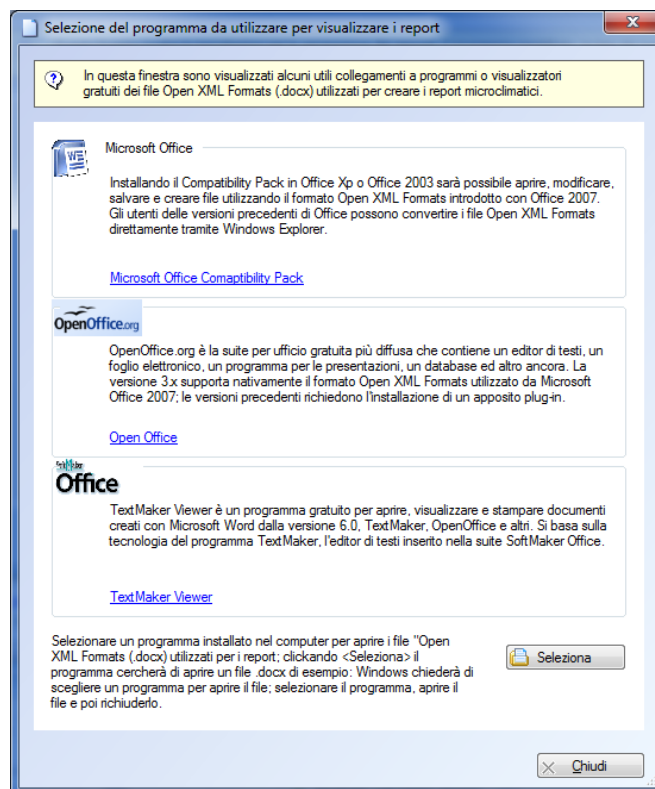 Selezione del programma da utilizzare per visualizzare i report
In questa finestra sono visualizzati alcuni utili collegamenti a programmi o visualizzatori
gratuiti dei file Open XML Formats (.docx) utilizzati per creare i report microclimatici.
Microsoft Office
Installando il Compatibility Pack in Office Xp o Office 2003 sarà possibile aprire, modificare,
salvare e creare file utilizzando il formato Open XML Formats introdotto con Office 2007.
Gli utenti delle versioni precedenti di Office possono convertire i file Open XML Formats
direttamente tramite Windows Explorer.
Microsoft Office Comaptibility Pack
OpenOffice.org
OpenOffice.org è la suite per ufficio gratuita più diffusa che contiene un editor di testi, un
foglio elettronico, un programma per le presentazioni, un database ed altro ancora. La
versione 3.x supporta nativamente il formato Open XML Formats utilizzato da Microsoft
Office 2007; le versioni precedenti richiedono l'installazione di un apposito plug-in.
Open Office
SoftMaker
Office
TextMaker Viewer è un programma gratuito per aprire, visualizzare e stampare documenti
creati con Microsoft Word dalla versione 6.0, TextMaker, OpenOffice e altri. Si basa sulla
tecnologia del programma TextMaker, l'editor di testi inserito nella suite SoftMaker Office.
TextMaker Viewer
Selezionare un programma installato nel computer per aprire i file "Open
XML Formats (.docx) utilizzati per i report; clickando <Seleziona> il
programma cercherà di aprire un file .docx di esempio: Windows chiederà di
scegliere un programma per aprire il file; selezionare il programma, aprire il
file e poi richiuderlo.
Seleziona
Chiudi